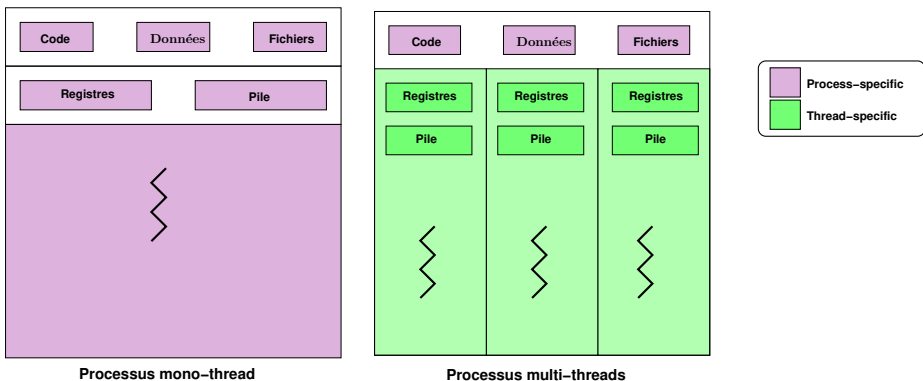 Code Données Fichiers
Registres Pile
Processus mono-thread
Code Données Fichiers
Registres Registres Registres
Pile Pile Pile
Processus multi-threads
Process-specific
Thread-specific